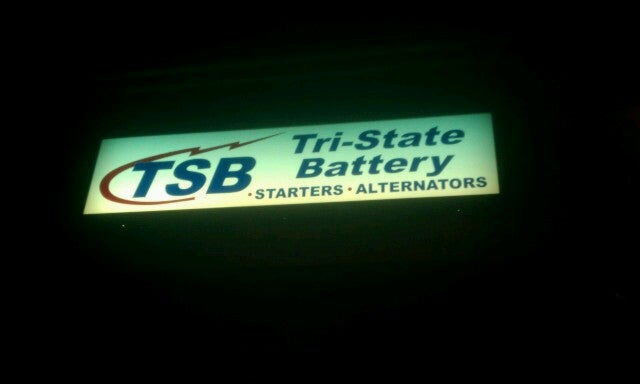 TSB
Tri-State
Battery
· STARTERS · ALTERNATORS